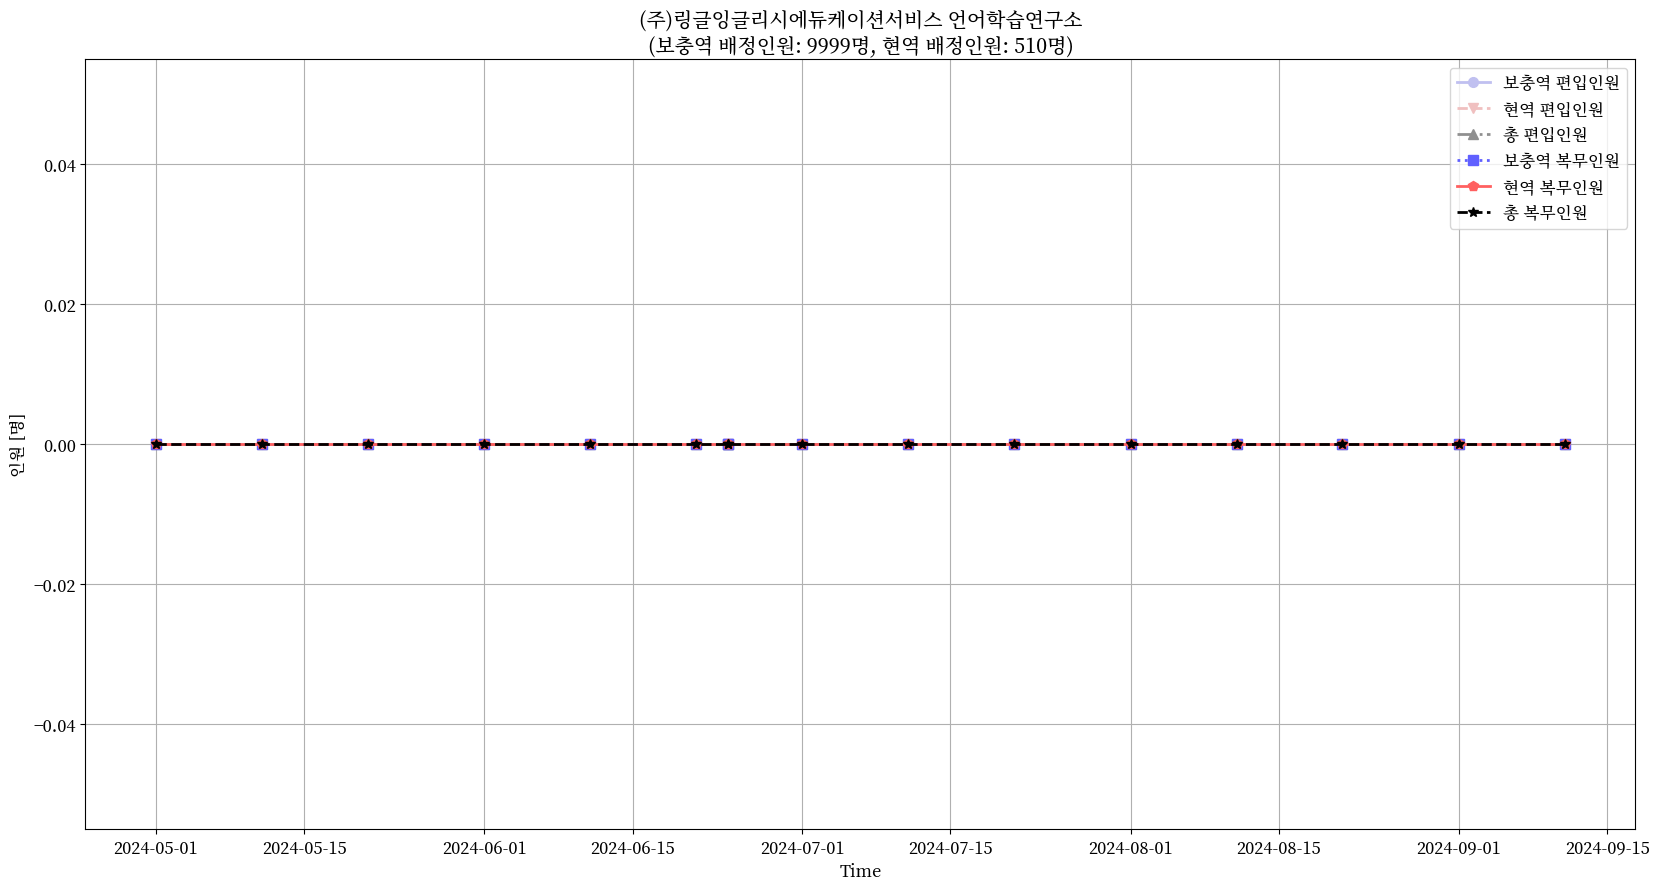 (주)링글잉글리시에듀케이션서비스 언어학습연구소
(보충역 배정인원: 9999명, 현역 배정인원: 510명)
보충역 편입인원
현역 편입인원
총 편입인원
보충역 복무인원
현역 복무인원
총 복무인원
인원 [명]
0.04
0.02
0.00
−0.02
−0.04
2024-05-01 2024-05-15 2024-06-01 2024-06-15 2024-07-01 2024-07-15 2024-08-01 2024-08-15 2024-09-01 2024-09-15
Time